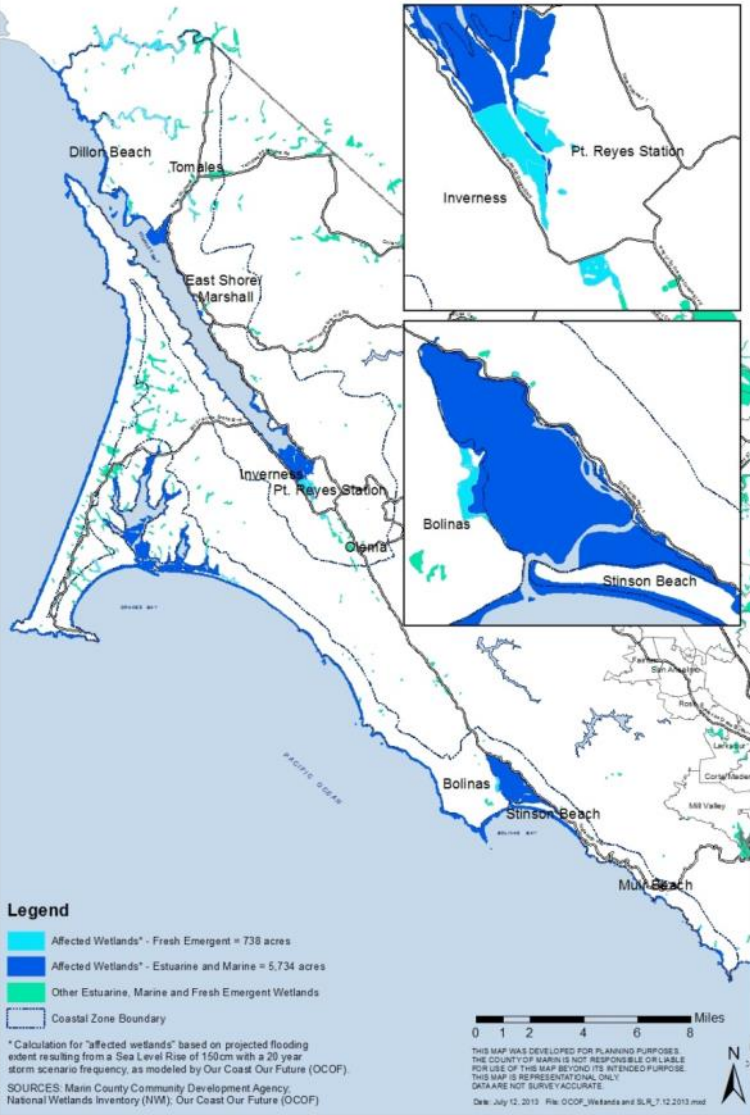 Dillon Beach
Tomales
East Shore/
Marshall
Inverness
Pt. Reyes Station
Olema
Bolinas
Stinson Beach
Muir Beach
PACIFIC OCEAN
DRAKES BAY
BOLINAS BAY
Pt. Reyes Station
Inverness
Bolinas
Stinson Beach
Fairfax
San Anselmo
Ross
Larkspur
Corte Madera
Mill Valley
Legend
Affected Wetlands* - Fresh Emergent = 738 acres
Affected Wetlands* - Estuarine and Marine = 5,734 acres
Other Estuarine, Marine and Fresh Emergent Wetlands
Coastal Zone Boundary
* Calculation for "affected wetlands" based on projected flooding
extent resulting from a Sea Level Rise of 150cm with a 20 year
storm scenario frequency, as modeled by Our Coast Our Future (OCOF).
SOURCES: Marin County Community Development Agency;
National Wetlands Inventory (NWI); Our Coast Our Future (OCOF)
Miles
0 1 2 4 6 8
THIS MAP WAS DEVELOPED FOR PLANNING PURPOSES.
THE COUNTY OF MARIN IS NOT RESPONSIBLE OR LIABLE
FOR USE OF THIS MAP BEYOND ITS INTENDED PURPOSE.
THIS MAP IS REPRESENTATIONAL ONLY.
DATA ARE NOT SURVEY ACCURATE.
Date: July 12, 2013 File: OCOF_Wetlands and SLR_7.12.2013.mxd
N